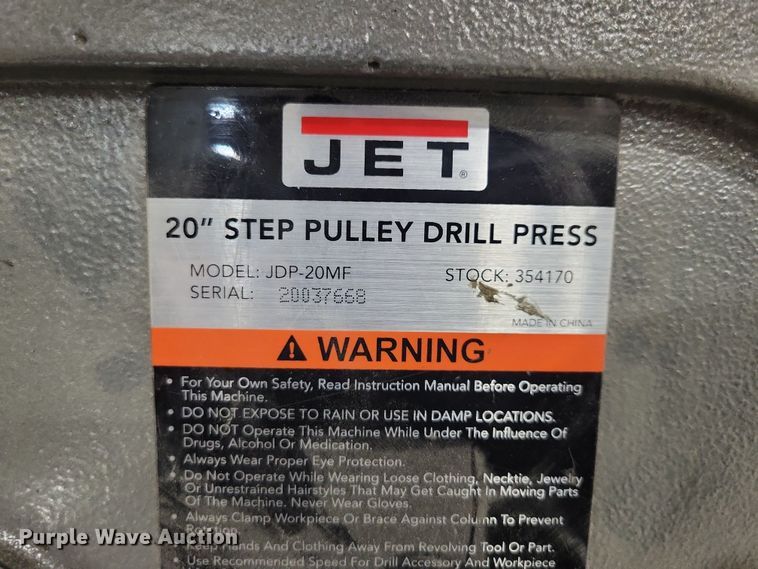 JET®
20" STEP PULLEY DRILL PRESS
MODEL: JDP-20MF STOCK: 354170
SERIAL: 20037668
MADE IN CHINA
WARNING
• For Your Own Safety, Read Instruction Manual Before Operating
This Machine.
• DO NOT EXPOSE TO RAIN OR USE IN DAMP LOCATIONS.
• DO NOT Operate This Machine While Under The Influence Of
Drugs, Alcohol Or Medication.
• Always Wear Proper Eye Protection.
• Do Not Operate While Wearing Loose Clothing, Necktie, Jewelry
Or Unrestrained Hairstyles That May Get Caught In Moving Parts
Of The Machine. Never Wear Gloves.
• Always Clamp Workpiece Or Brace Against Column To Prevent
Rotation.
• Keep Hands And Clothing Away From Revolving Tool Or Part.
• Use Recommended Speed For Drill Accessory And Workpiece
Purple Wave Auction